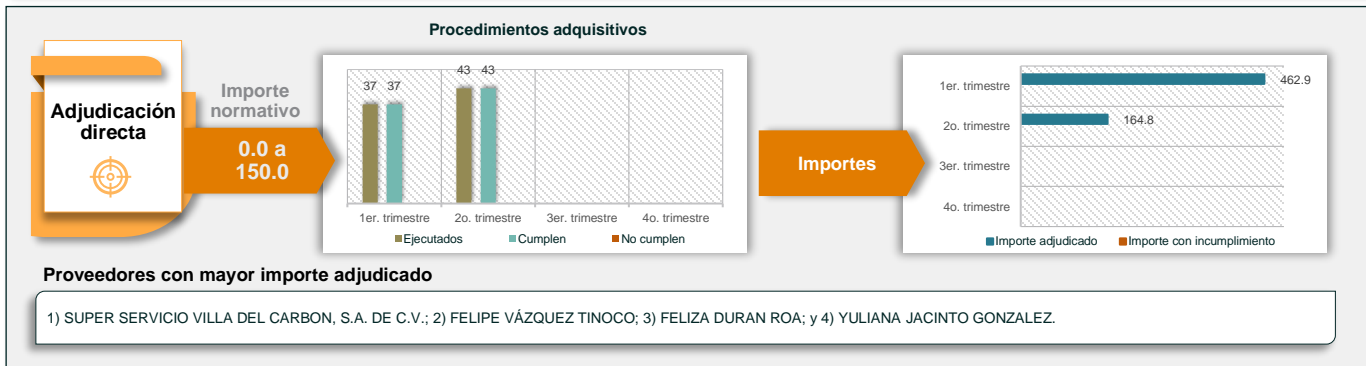 Procedimientos adquisitivos
Adjudicación
directa
Importe
normativo
0.0 a
150.0
37 37
43 43
1er. trimestre 2o. trimestre 3er. trimestre 4o. trimestre
Ejecutados Cumplen No cumplen
Importes
1er. trimestre 462.9
2o. trimestre 164.8
3er. trimestre
4o. trimestre
Importe adjudicado Importe con incumplimiento
Proveedores con mayor importe adjudicado
1) SUPER SERVICIO VILLA DEL CARBON, S.A. DE C.V.; 2) FELIPE VÁZQUEZ TINOCO; 3) FELIZA DURAN ROA; y 4) YULIANA JACINTO GONZALEZ.